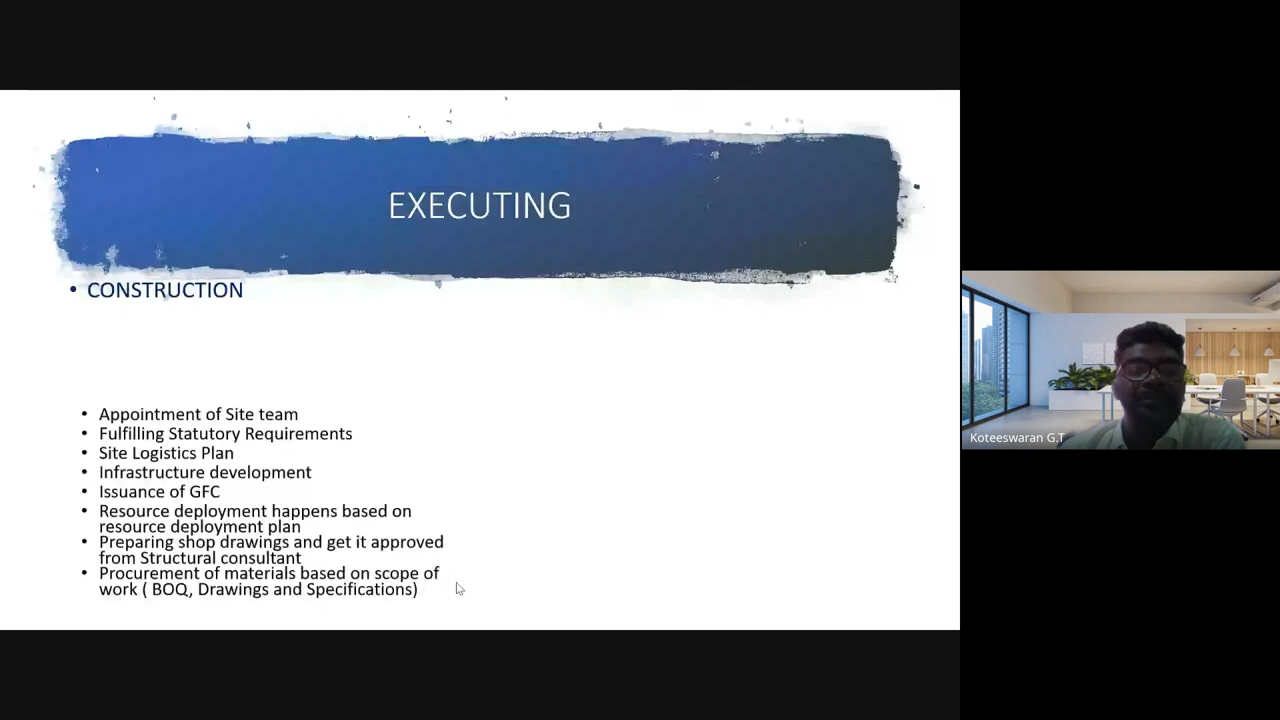 EXECUTING
• CONSTRUCTION
• Appointment of Site team
• Fulfilling Statutory Requirements
• Site Logistics Plan
• Infrastructure development
• Issuance of GFC
• Resource deployment happens based on
resource deployment plan
• Preparing shop drawings and get it approved
from Structural consultant
• Procurement of materials based on scope of
work ( BOQ, Drawings and Specifications)
Koteeswaran G.T